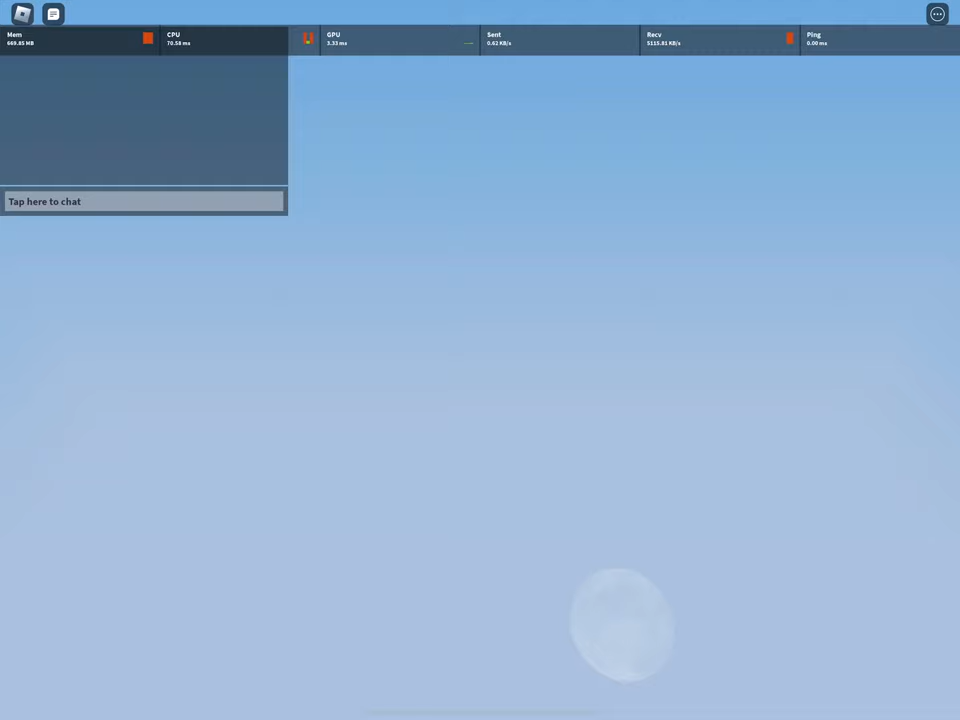 Mem
669.85 MB
CPU
70.58 ms
GPU
3.33 ms
Sent
0.62 KB/s
Recv
5115.81 KB/s
Ping
0.00 ms
Tap here to chat